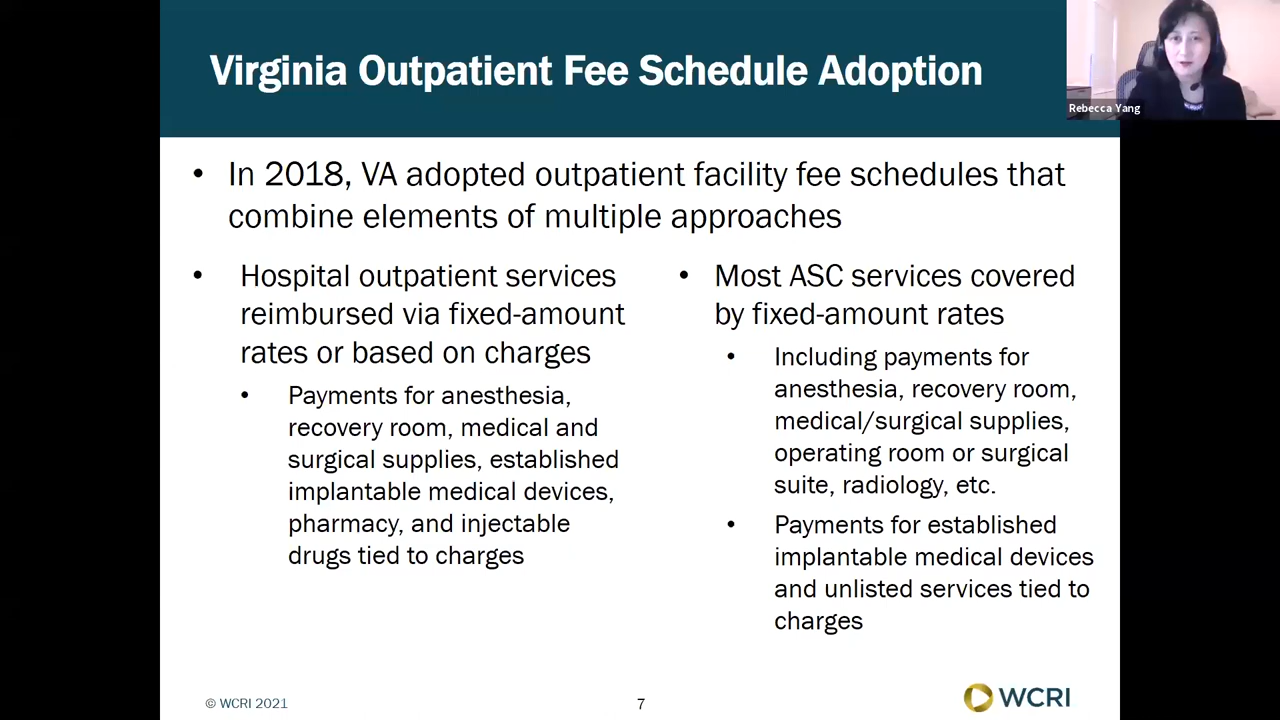 Virginia Outpatient Fee Schedule Adoption
Rebecca Yang
• In 2018, VA adopted outpatient facility fee schedules that
combine elements of multiple approaches
• Hospital outpatient services
reimbursed via fixed-amount
rates or based on charges
• Payments for anesthesia,
recovery room, medical and
surgical supplies, established
implantable medical devices,
pharmacy, and injectable
drugs tied to charges
• Most ASC services covered
by fixed-amount rates
• Including payments for
anesthesia, recovery room,
medical/surgical supplies,
operating room or surgical
suite, radiology, etc.
• Payments for established
implantable medical devices
and unlisted services tied to
charges
© WCRI 2021
7
WCRI